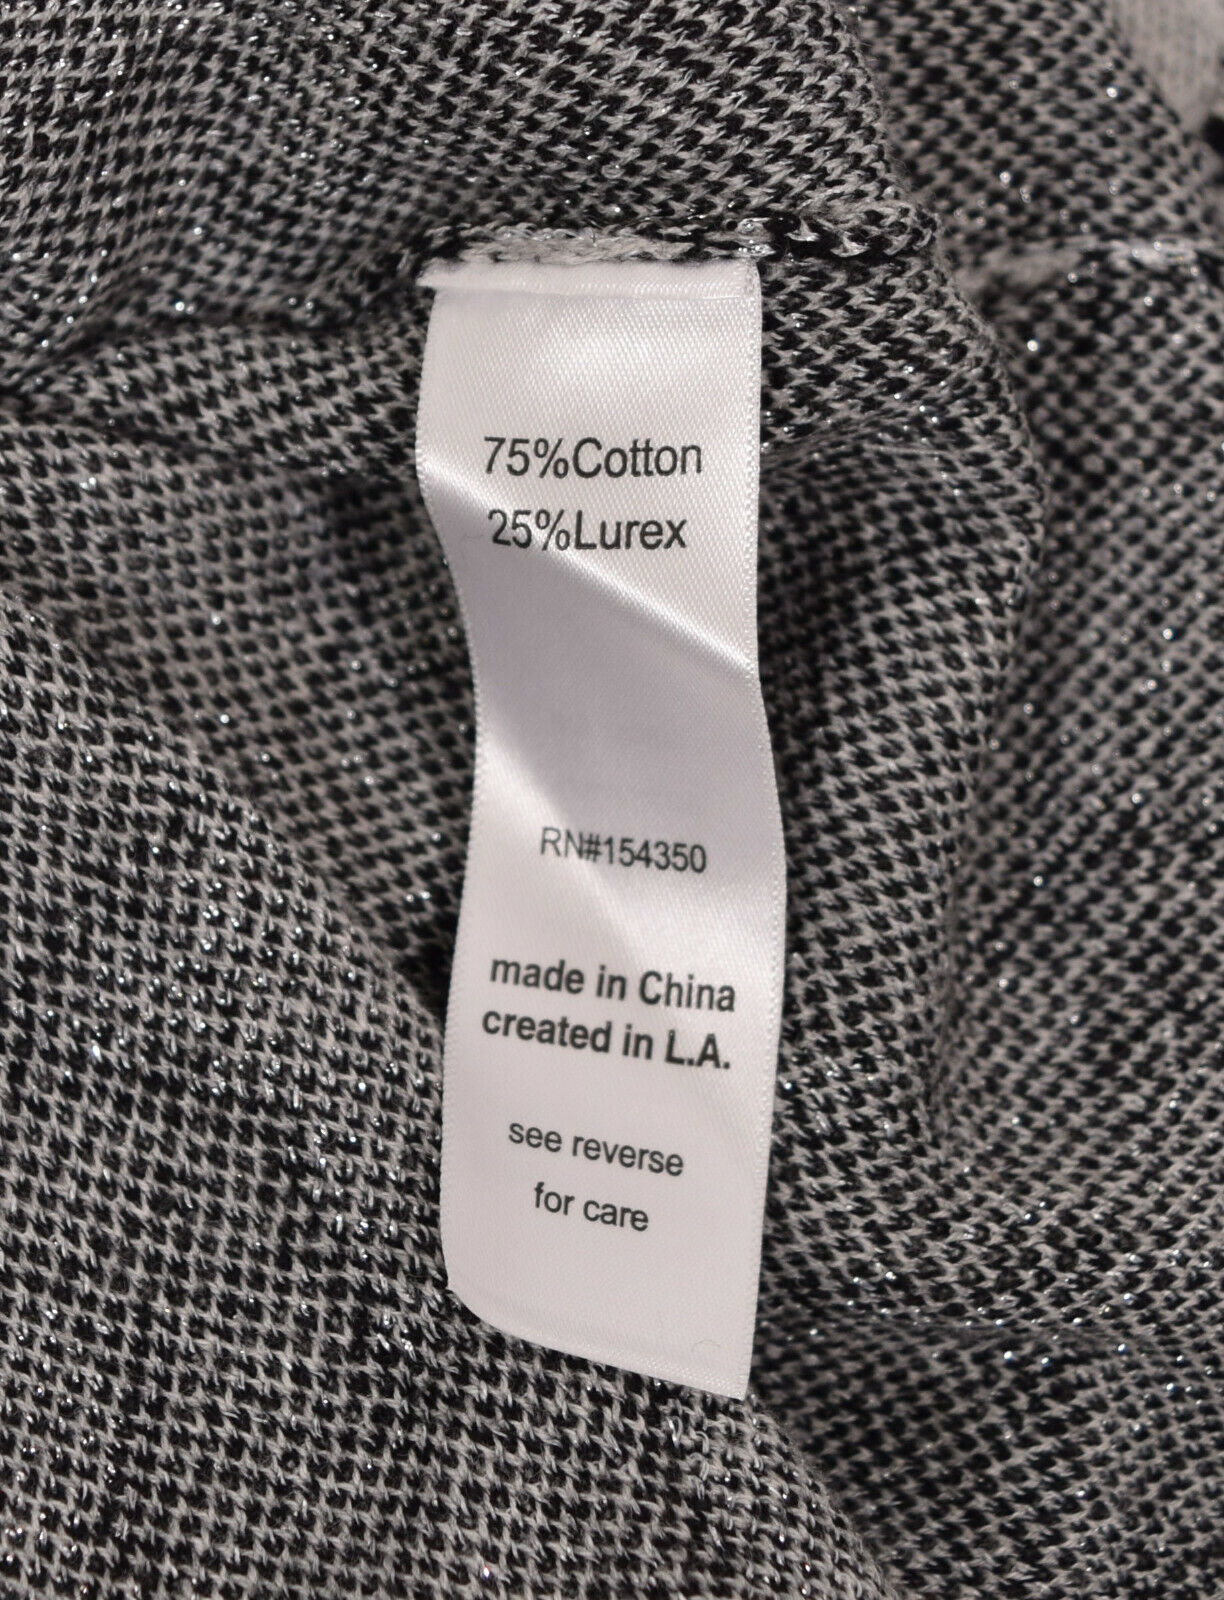 75%Cotton
25%Lurex
RN#154350
made in China
created in L.A.
see reverse
for care